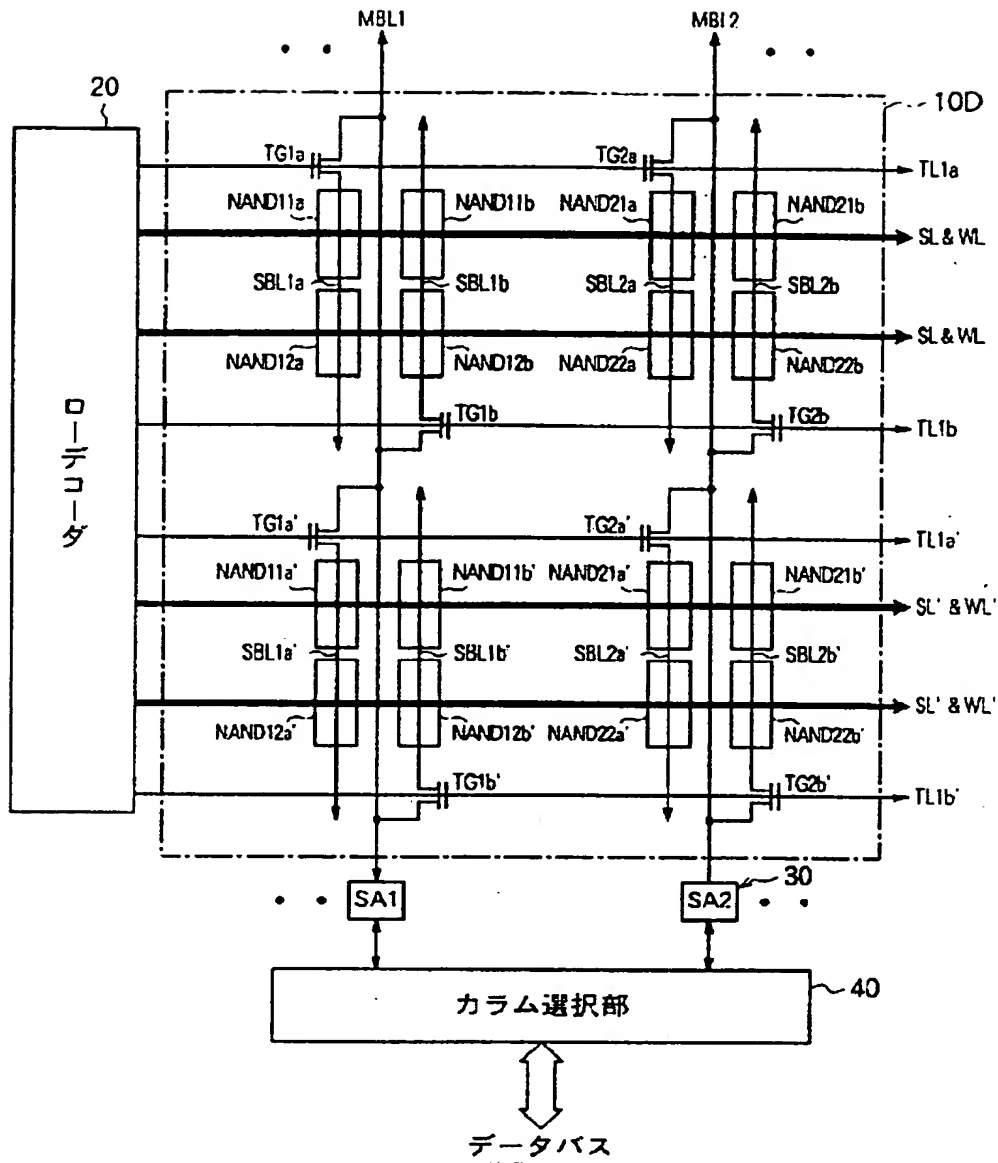 MBL1 MBL2
20 10D
TG1a TG2a TL1a
NAND11a NAND11b NAND21a NAND21b
SL & WL
SBL1a SBL1b SBL2a SBL2b
SL & WL
NAND12a NAND12b NAND22a NAND22b
TG1b TG2b TL1b
ローデコーダ
TG1a' TG2a' TL1a'
NAND11a' NAND11b' NAND21a' NAND21b'
SL' & WL'
SBL1a' SBL1b' SBL2a' SBL2b'
SL' & WL'
NAND12a' NAND12b' NAND22a' NAND22b'
TG1b' TG2b' TL1b'
SA1 SA2 30
カラム選択部 40
データバス